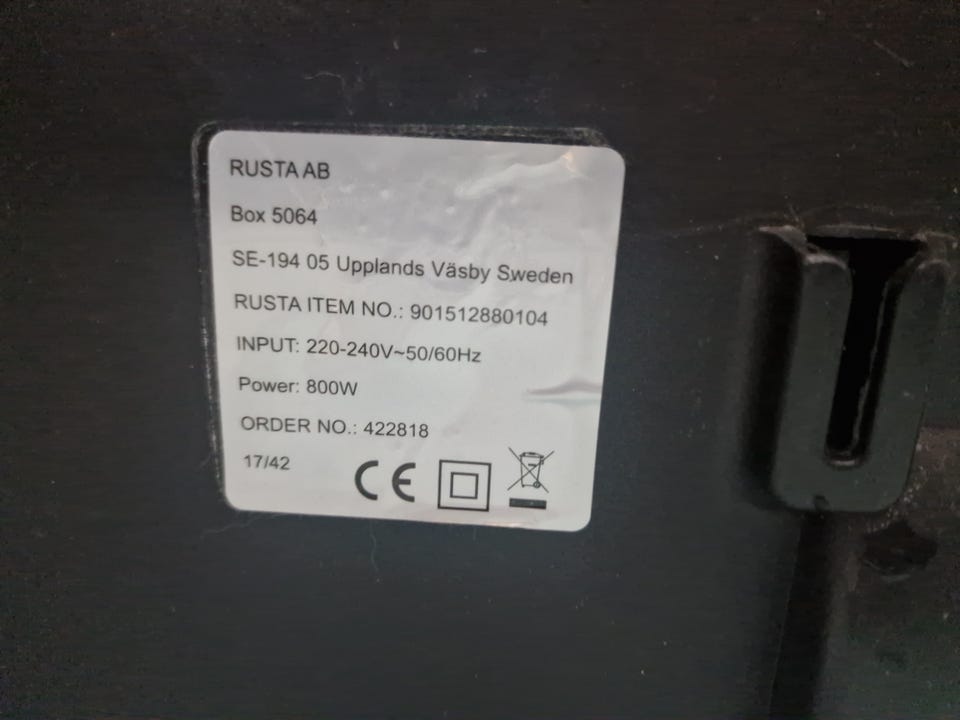 RUSTA AB
Box 5064
SE-194 05 Upplands Väsby Sweden
RUSTA ITEM NO.: 901512880104
INPUT: 220-240V~50/60Hz
Power: 800W
ORDER NO.: 422818
17/42 CE